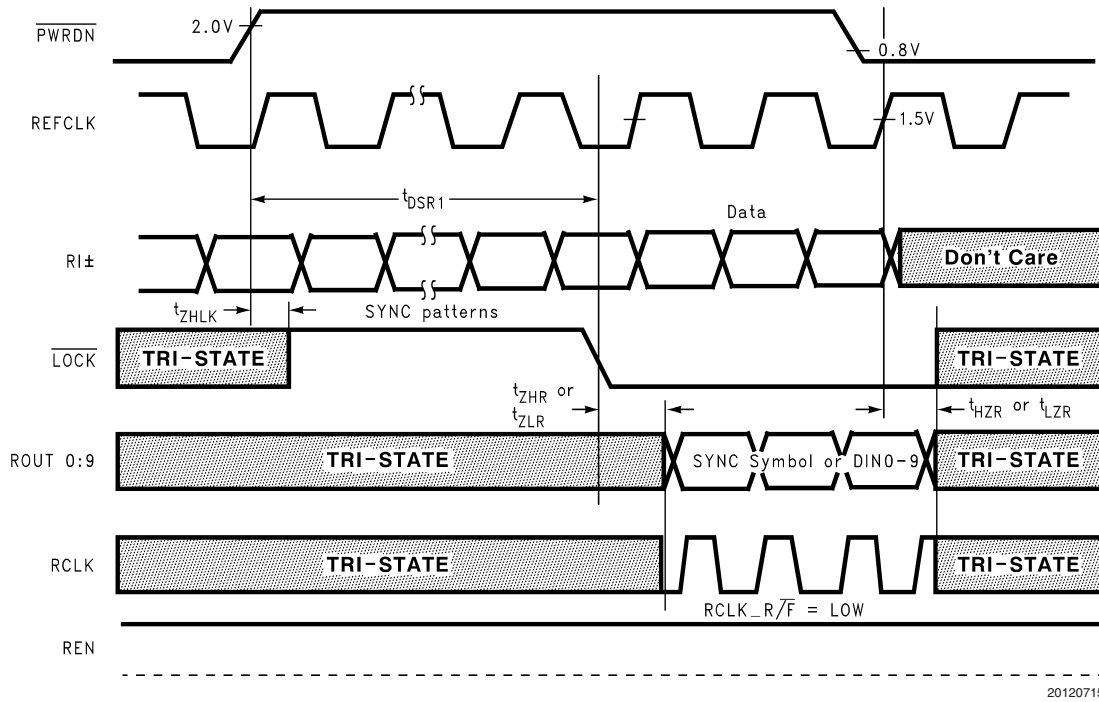 PWRDN
2.0V
0.8V
REFCLK
1.5V
tDSR1
Data
RI±
Don't Care
tZHLK
SYNC patterns
LOCK
TRI-STATE
TRI-STATE
tZHR or
tZLR
tHZR or tLZR
ROUT 0:9
TRI-STATE
SYNC Symbol or DIN0-9
TRI-STATE
RCLK
TRI-STATE
TRI-STATE
RCLK_R/F = LOW
REN
20120715